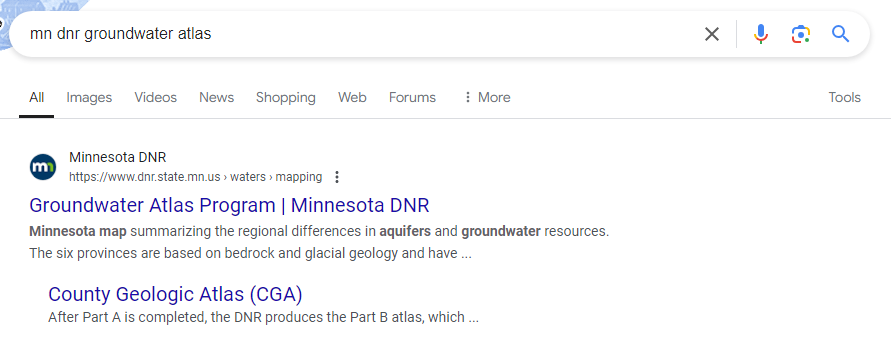 mn dnr groundwater atlas
All Images Videos News Shopping Web Forums More Tools
mn Minnesota DNR
https://www.dnr.state.mn.us › waters › mapping
Groundwater Atlas Program | Minnesota DNR
Minnesota map summarizing the regional differences in aquifers and groundwater resources.
The six provinces are based on bedrock and glacial geology and have ...
County Geologic Atlas (CGA)
After Part A is completed, the DNR produces the Part B atlas, which ...